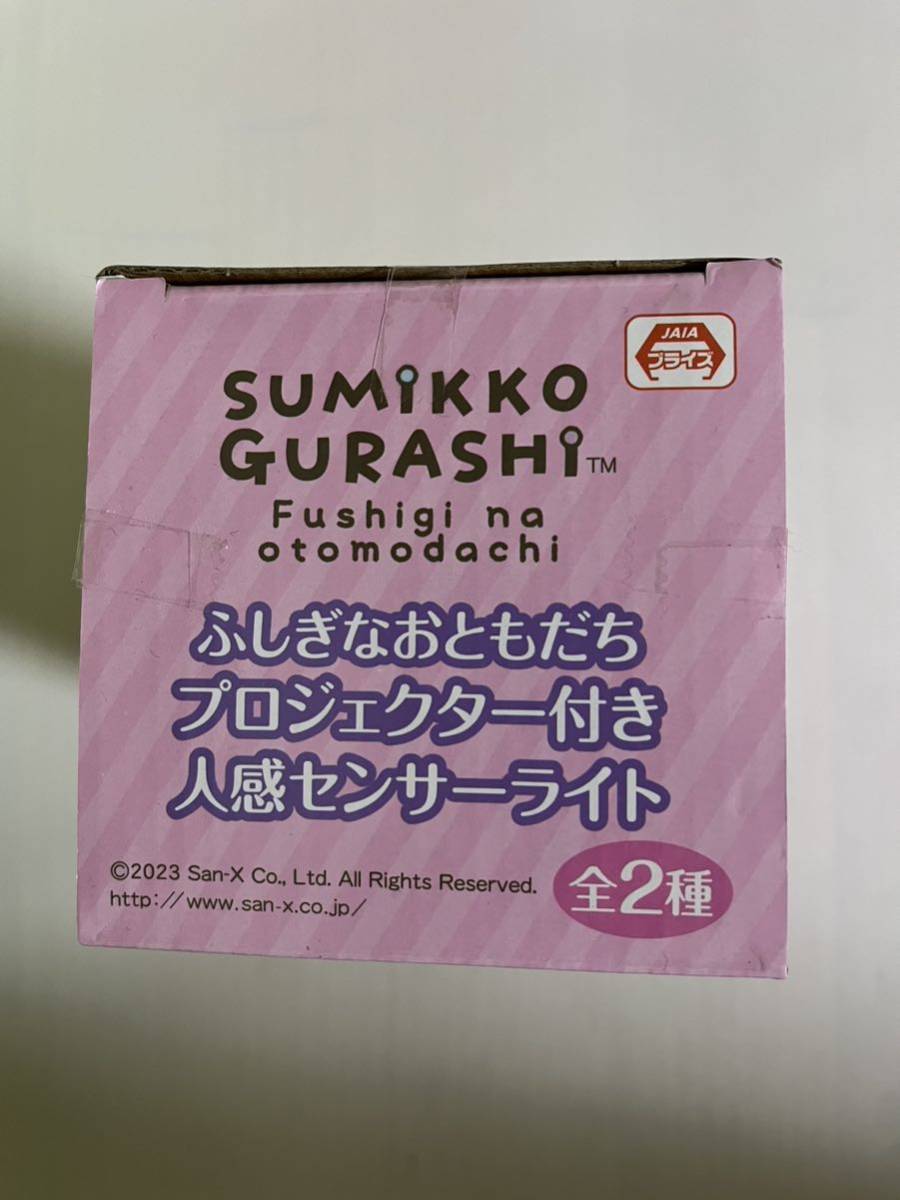 JAIA
プライズ
SUMiKKO
GURASHi™
Fushigi na
otomodachi
ふしぎなおともだち
プロジェクター付き
人感センサーライト
©2023 San-X Co., Ltd. All Rights Reserved.
http://www.san-x.co.jp/
全2種